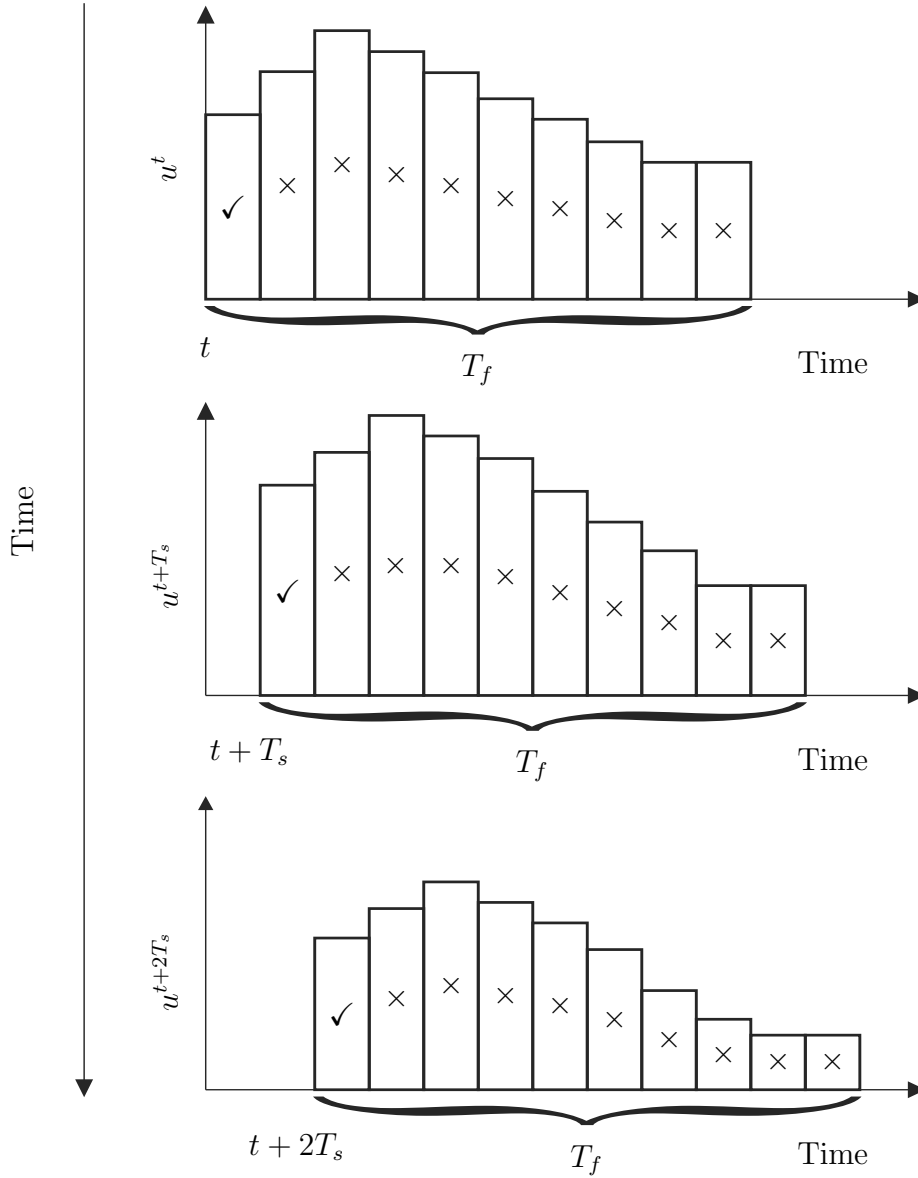 Time
u^t
✓ × × × × × × × × ×
t
T_f
Time
u^{t+T_s}
✓ × × × × × × × × ×
t + T_s
T_f
Time
u^{t+2T_s}
✓ × × × × × × × × ×
t + 2T_s
T_f
Time